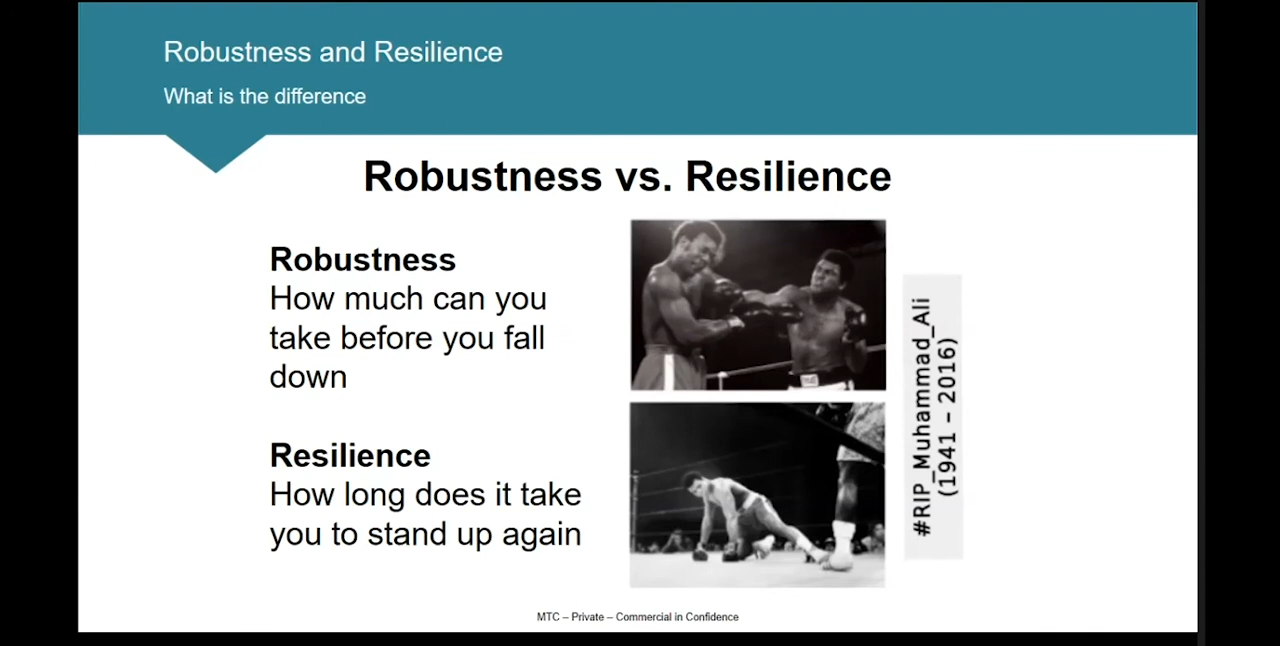 Robustness and Resilience
What is the difference
Robustness vs. Resilience
Robustness
How much can you
take before you fall
down
Resilience
How long does it take
you to stand up again
#RIP_Muhammad_Ali
(1941 – 2016)
MTC – Private – Commercial in Confidence